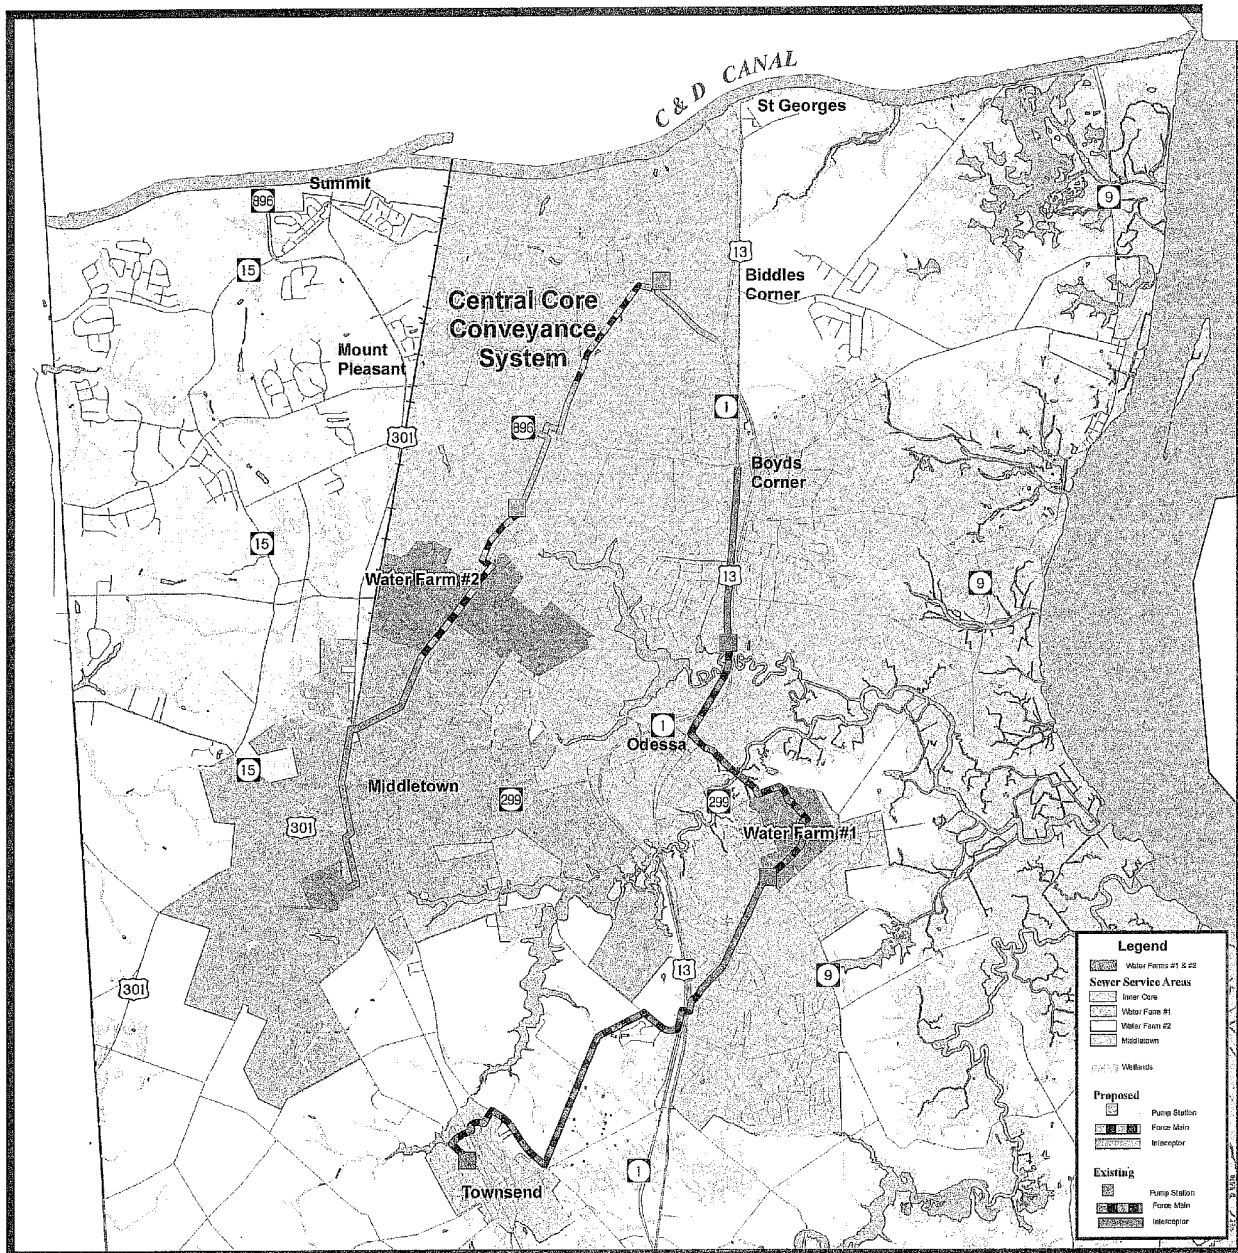 C & D CANAL
St Georges
Summit
896
9
15
13
Biddles
Corner
Central Core
Conveyance
System
Mount
Pleasant
1
896
301
Boyds
Corner
15
Water Farm #2
13
9
1
Odessa
15
Middletown
299
299
301
Water Farm #1
13
9
301
1
Townsend
Legend
Water Farms #1 & #2
Sewer Service Areas
Inner Core
Water Farm #1
Water Farm #2
Middletown
Wetlands
Proposed
Pump Station
Force Main
Interceptor
Existing
Pump Station
Force Main
Interceptor